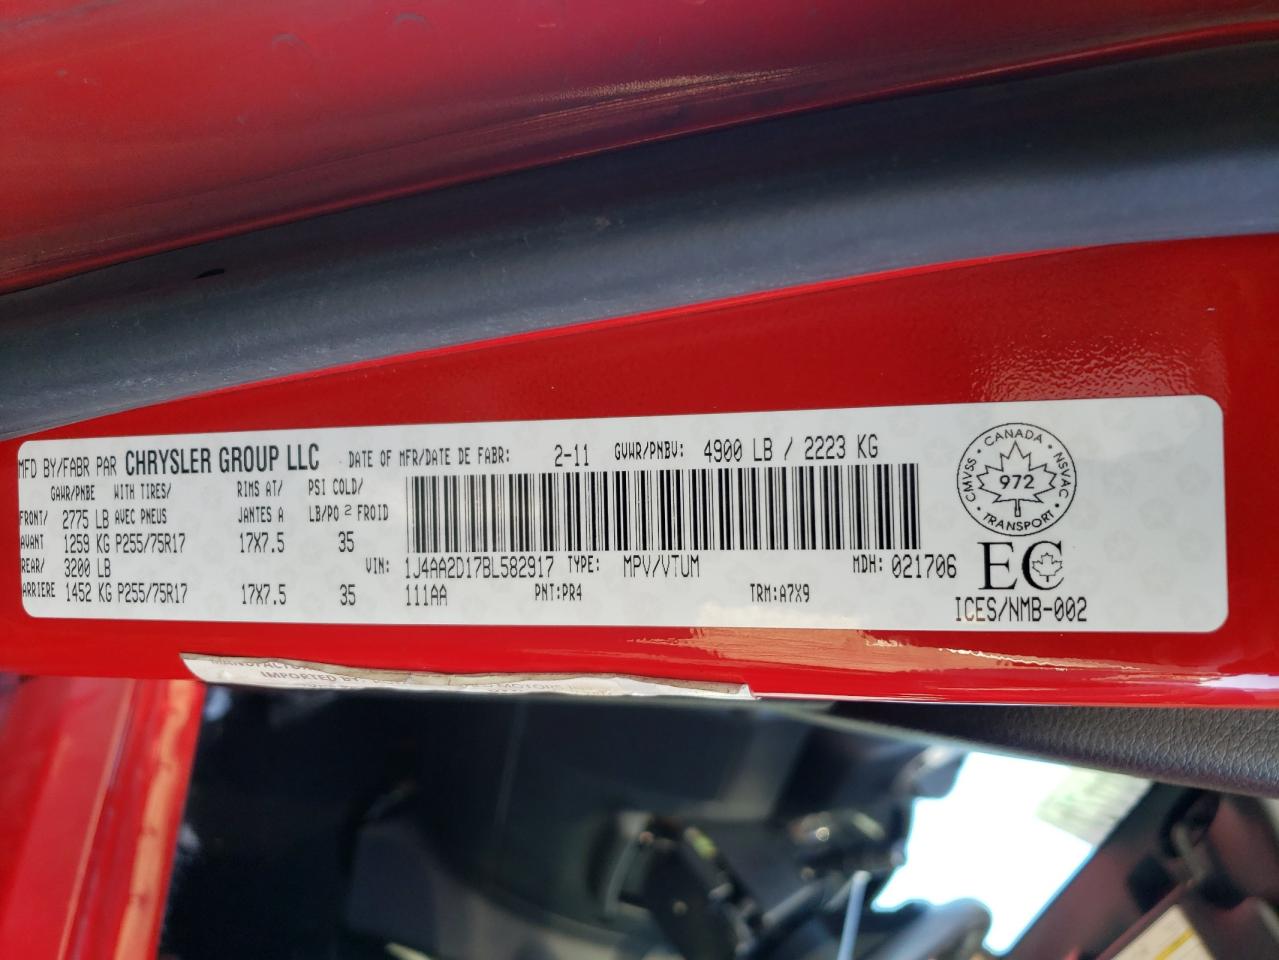 MFD BY/FABR PAR CHRYSLER GROUP LLC DATE OF MFR/DATE DE FABR: 2-11 GVWR/PNBV: 4900 LB / 2223 KG
GAWR/PNBE WITH TIRES/ RIMS AT/ PSI COLD/
FRONT/ 2775 LB AVEC PNEUS JANTES A LB/PO 2 FROID
AVANT 1259 KG P255/75R17 17X7.5 35
REAR/ 3200 LB VIN: 1J4AA2D17BL582917 TYPE: MPV/VTUM MDH: 021706
ARRIERE 1452 KG P255/75R17 17X7.5 35 111AA PNT:PR4 TRM:A7X9
CANADA
CMVSS 972 NSVAC
TRANSPORT
EC
ICES/NMB-002
IMPORTED BY:
MOTORS